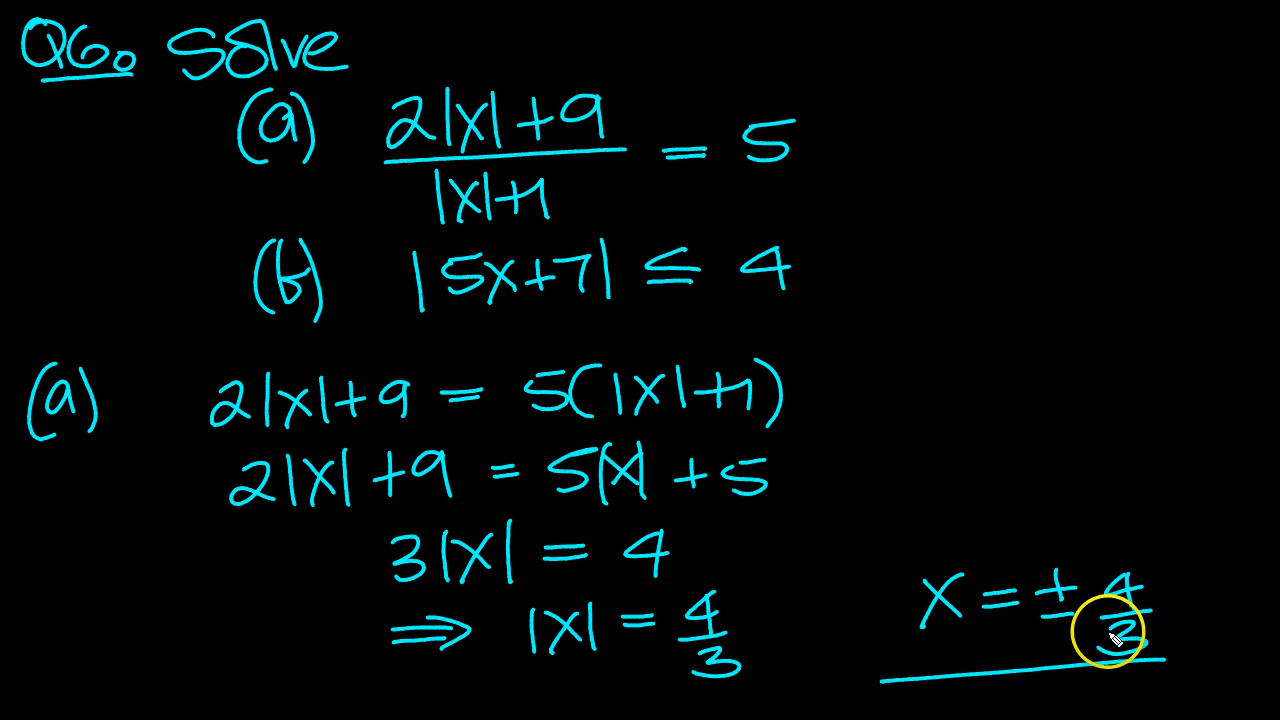 Q6. Solve
(a) (2|x|+9)/(|x|+1) = 5
(b) |5x+7| ≤ 4
(a) 2|x|+9 = 5(|x|+1)
2|x|+9 = 5|x|+5
3|x| = 4
⇒ |x| = 4/3
x = ±4/3